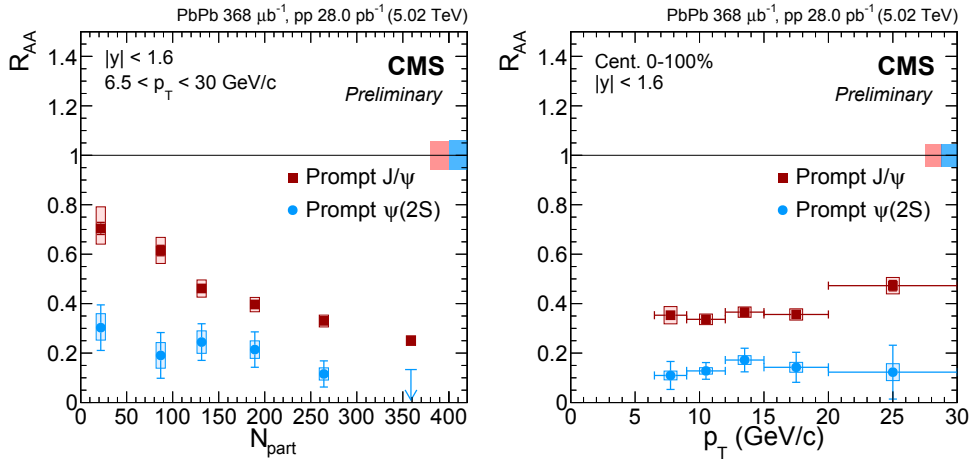 PbPb 368 μb⁻¹, pp 28.0 pb⁻¹ (5.02 TeV)
R_AA
|y| < 1.6
6.5 < p_T < 30 GeV/c
CMS
Preliminary
Prompt J/ψ
Prompt ψ(2S)
1.4
1.2
1
0.8
0.6
0.4
0.2
0
0 50 100 150 200 250 300 350 400
N_part
PbPb 368 μb⁻¹, pp 28.0 pb⁻¹ (5.02 TeV)
R_AA
Cent. 0-100%
|y| < 1.6
CMS
Preliminary
Prompt J/ψ
Prompt ψ(2S)
1.4
1.2
1
0.8
0.6
0.4
0.2
0
0 5 10 15 20 25 30
p_T (GeV/c)